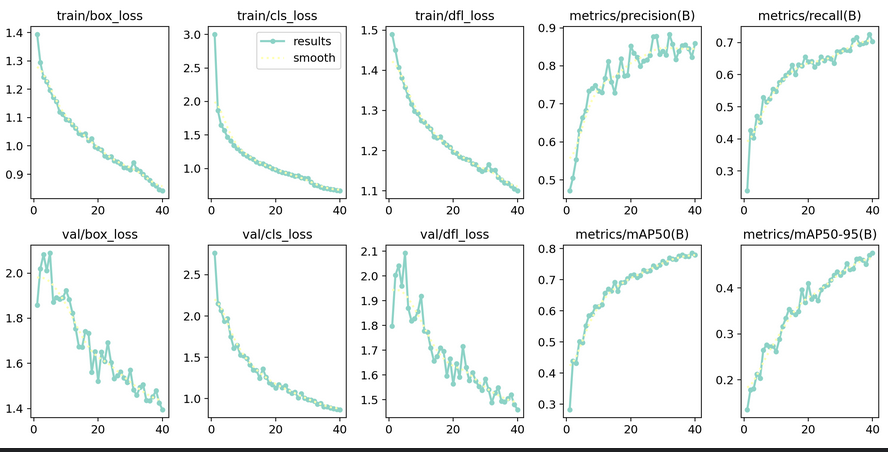 train/box_loss
1.4
1.3
1.2
1.1
1.0
0.9
0 20 40
train/cls_loss
results
smooth
3.0
2.5
2.0
1.5
1.0
0 20 40
train/dfl_loss
1.5
1.4
1.3
1.2
1.1
0 20 40
metrics/precision(B)
0.9
0.8
0.7
0.6
0.5
0 20 40
metrics/recall(B)
0.7
0.6
0.5
0.4
0.3
0 20 40
val/box_loss
2.0
1.8
1.6
1.4
0 20 40
val/cls_loss
2.5
2.0
1.5
1.0
0 20 40
val/dfl_loss
2.1
2.0
1.9
1.8
1.7
1.6
1.5
0 20 40
metrics/mAP50(B)
0.8
0.7
0.6
0.5
0.4
0.3
0 20 40
metrics/mAP50-95(B)
0.4
0.3
0.2
0 20 40